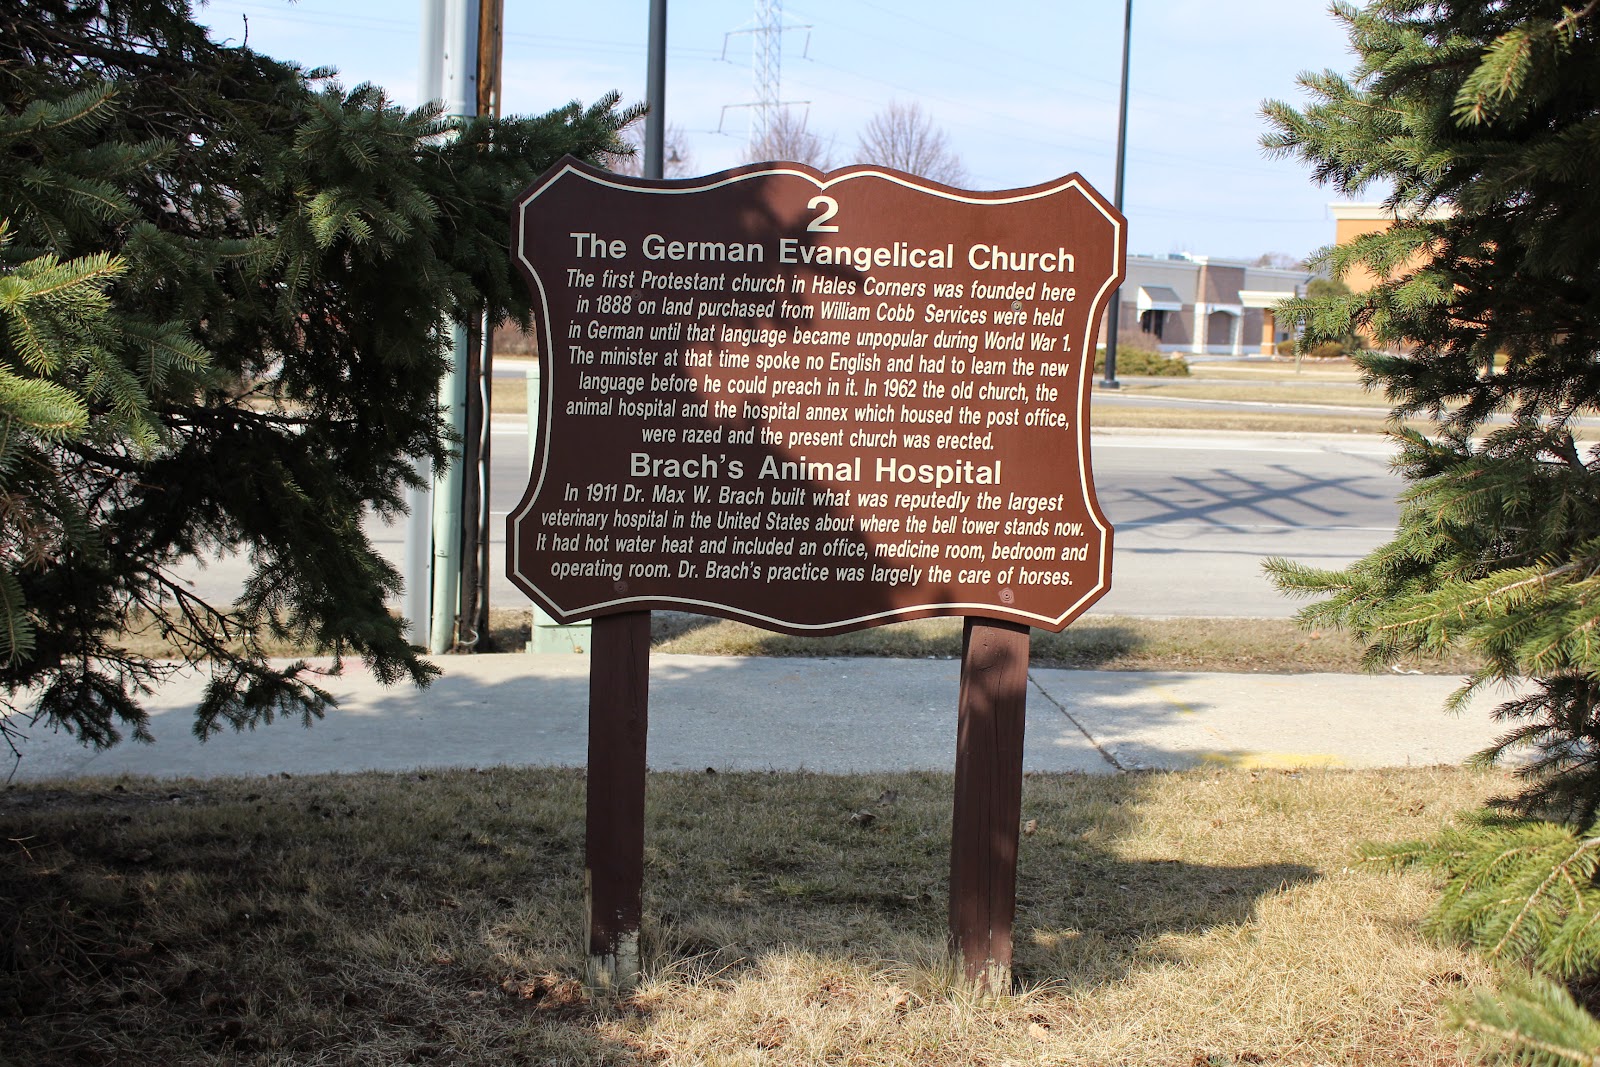 2
The German Evangelical Church
The first Protestant church in Hales Corners was founded here
in 1888 on land purchased from William Cobb Services were held
in German until that language became unpopular during World War 1.
The minister at that time spoke no English and had to learn the new
language before he could preach in it. In 1962 the old church, the
animal hospital and the hospital annex which housed the post office,
were razed and the present church was erected.
Brach's Animal Hospital
In 1911 Dr. Max W. Brach built what was reputedly the largest
veterinary hospital in the United States about where the bell tower stands now.
It had hot water heat and included an office, medicine room, bedroom and
operating room. Dr. Brach's practice was largely the care of horses.